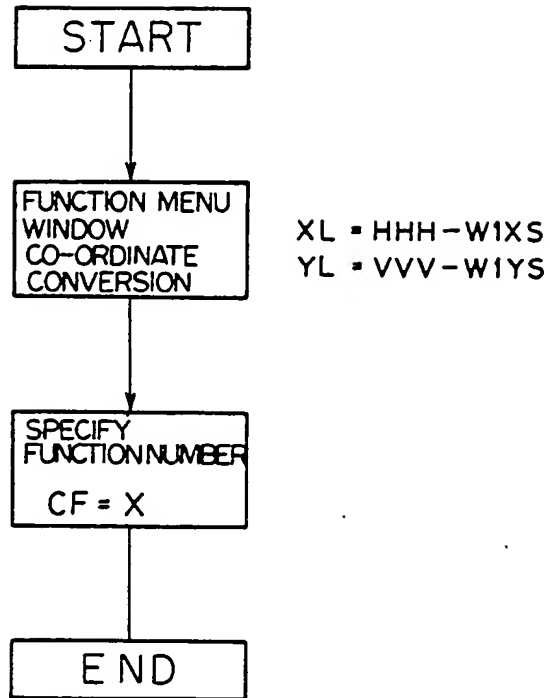 START
FUNCTION MENU
WINDOW
CO-ORDINATE
CONVERSION
XL = HHH-W1XS
YL = VVV-W1YS
SPECIFY
FUNCTION NUMBER
CF = X
END